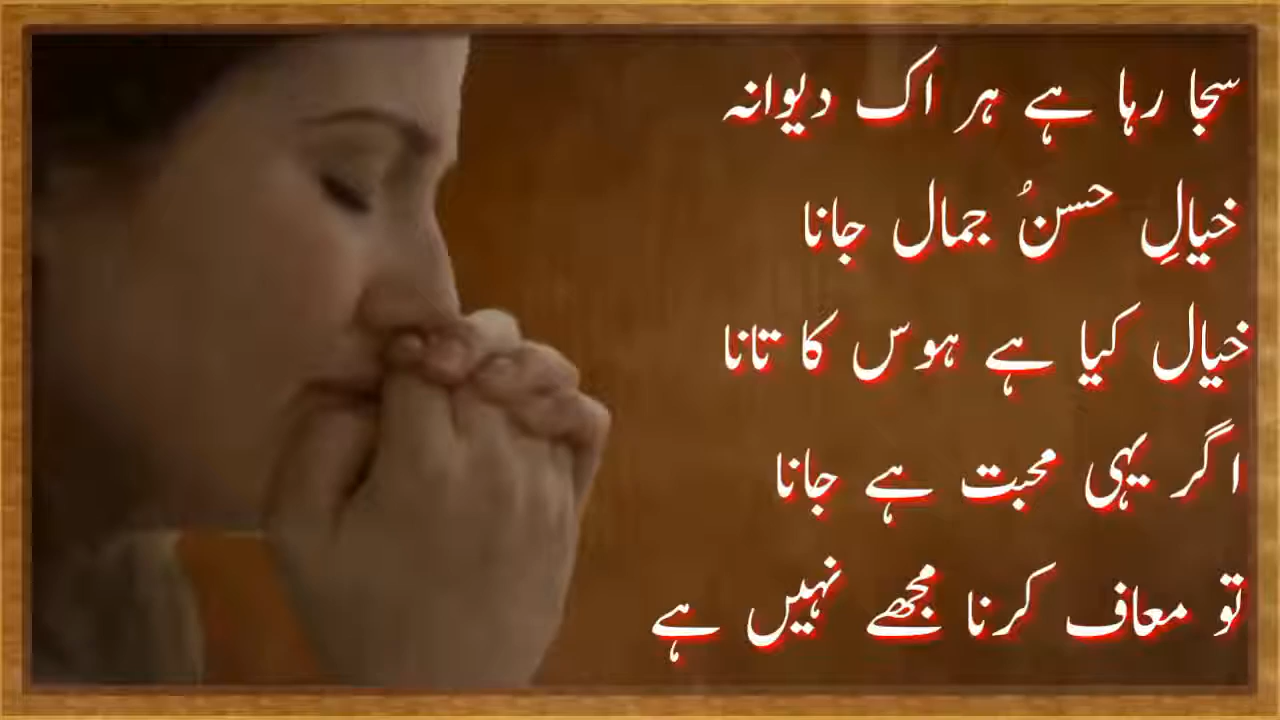 سجا رہا ہے ہر اک دیوانہ
خیالِ حسنُ جمال جانا
خیال کیا ہے ہوس کا تانا
اگر یہی محبت ہے جانا
تو معاف کرنا مجھے نہیں ہے